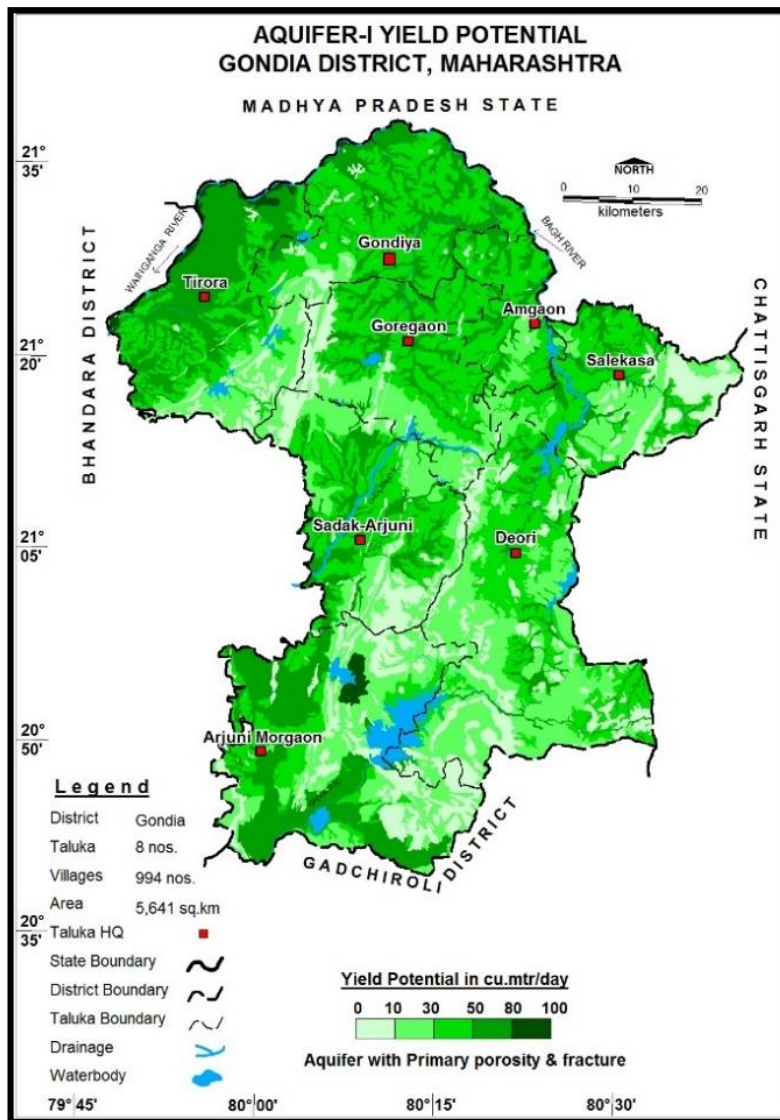 AQUIFER-I YIELD POTENTIAL
GONDIA DISTRICT, MAHARASHTRA
MADHYA PRADESH STATE
21°
35'
NORTH
0 10 20
kilometers
WAINGANGA RIVER
BAGH RIVER
Gondiya
Tirora
Amgaon
Goregaon
21°
20'
Salekasa
BHANDARA DISTRICT
CHATTISGARH STATE
Sadak-Arjuni
Deori
21°
05'
20°
50'
Arjuni Morgaon
Legend
District Gondia
Taluka 8 nos.
Villages 994 nos.
Area 5,641 sq.km
Taluka HQ
State Boundary
District Boundary
Taluka Boundary
Drainage
Waterbody
GADCHIROLI DISTRICT
20°
35'
Yield Potential in cu.mtr/day
0 10 30 50 80 100
Aquifer with Primary porosity & fracture
79°45' 80°00' 80°15' 80°30'